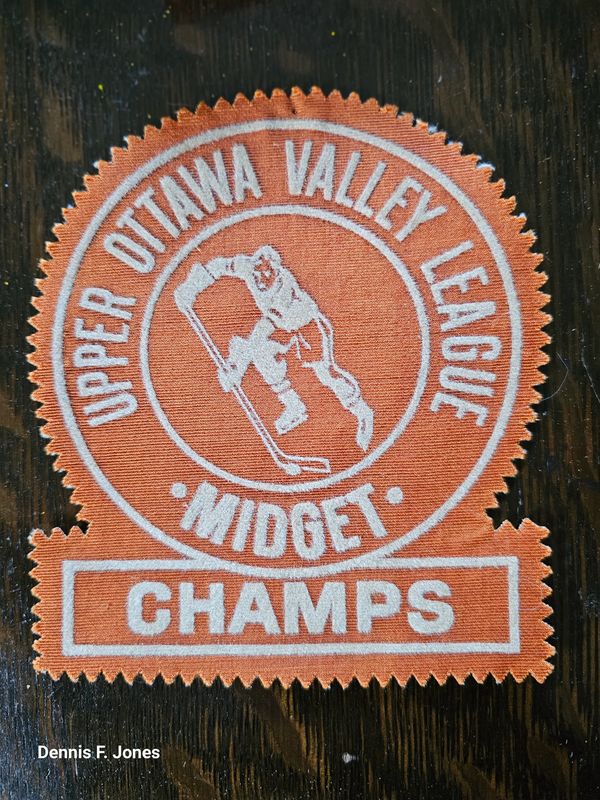 UPPER OTTAWA VALLEY LEAGUE
• MIDGET •
CHAMPS
Dennis F. Jones